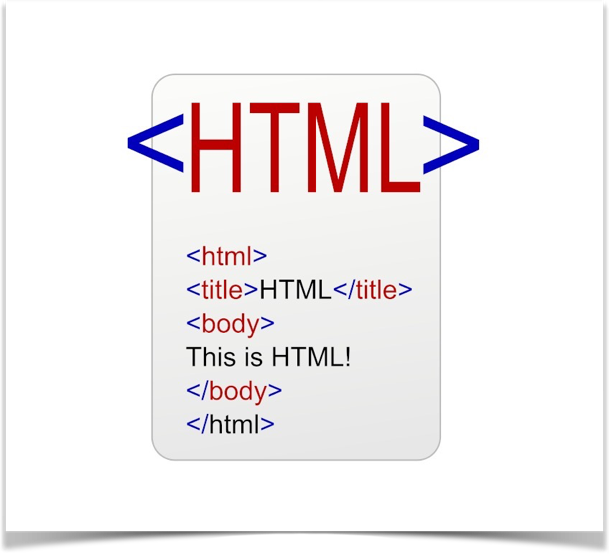 <HTML>
<html>
<title>HTML</title>
<body>
This is HTML!
</body>
</html>